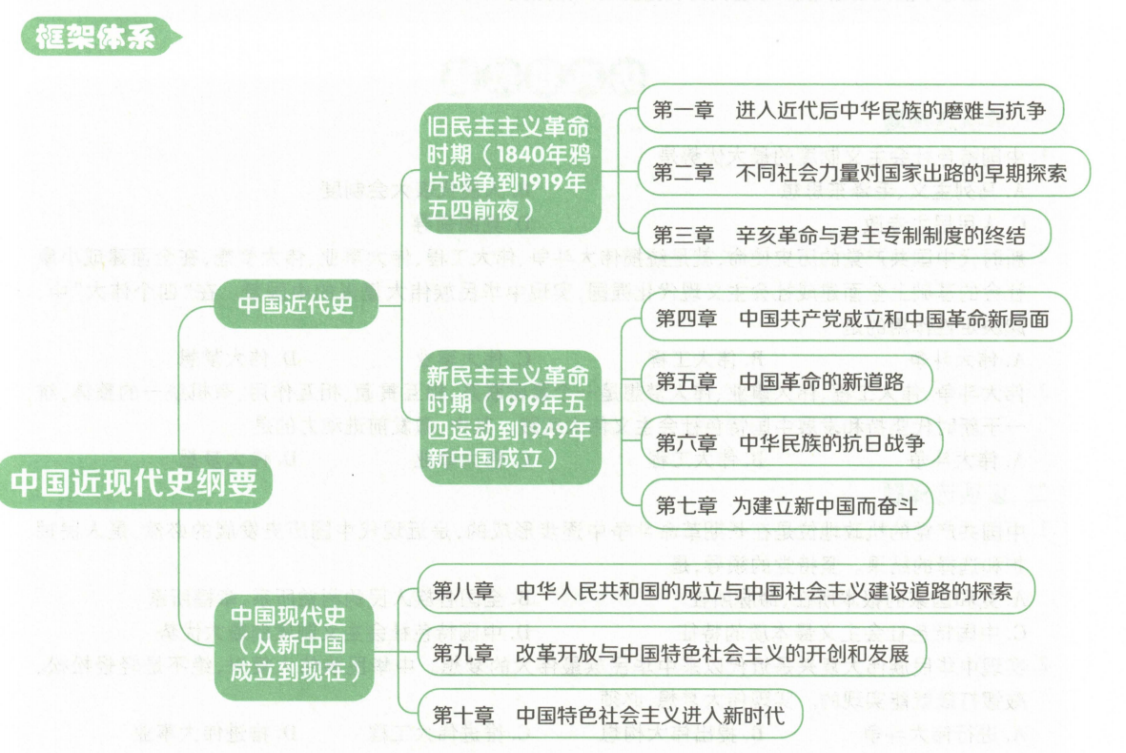 框架体系
中国近现代史纲要
中国近代史
旧民主主义革命
时期（1840年鸦
片战争到1919年
五四前夜）
第一章 进入近代后中华民族的磨难与抗争
第二章 不同社会力量对国家出路的早期探索
第三章 辛亥革命与君主专制制度的终结
新民主主义革命
时期（1919年五
四运动到1949年
新中国成立）
第四章 中国共产党成立和中国革命新局面
第五章 中国革命的新道路
第六章 中华民族的抗日战争
第七章 为建立新中国而奋斗
中国现代史
（从新中国
成立到现在）
第八章 中华人民共和国的成立与中国社会主义建设道路的探索
第九章 改革开放与中国特色社会主义的开创和发展
第十章 中国特色社会主义进入新时代